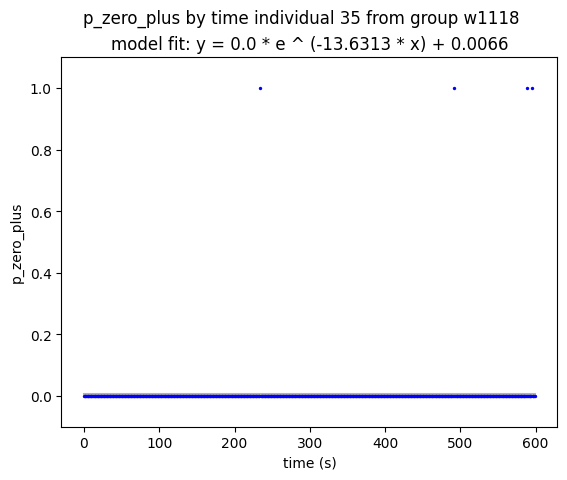 p_zero_plus by time individual 35 from group w1118
model fit: y = 0.0 * e ^ (-13.6313 * x) + 0.0066
1.0
0.8
0.6
0.4
0.2
0.0
p_zero_plus
0 100 200 300 400 500 600
time (s)